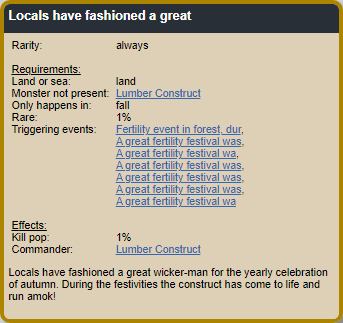 Locals have fashioned a great
Rarity: always
Requirements:
Land or sea: land
Monster not present: Lumber Construct
Only happens in: fall
Rare: 1%
Triggering events: Fertility event in forest, dur,
A great fertility festival was,
A great fertility festival wa,
A great fertility festival was,
A great fertility festival was,
A great fertility festival was,
A great fertility festival wa
Effects:
Kill pop: 1%
Commander: Lumber Construct
Locals have fashioned a great wicker-man for the yearly celebration
of autumn. During the festivities the construct has come to life and
run amok!